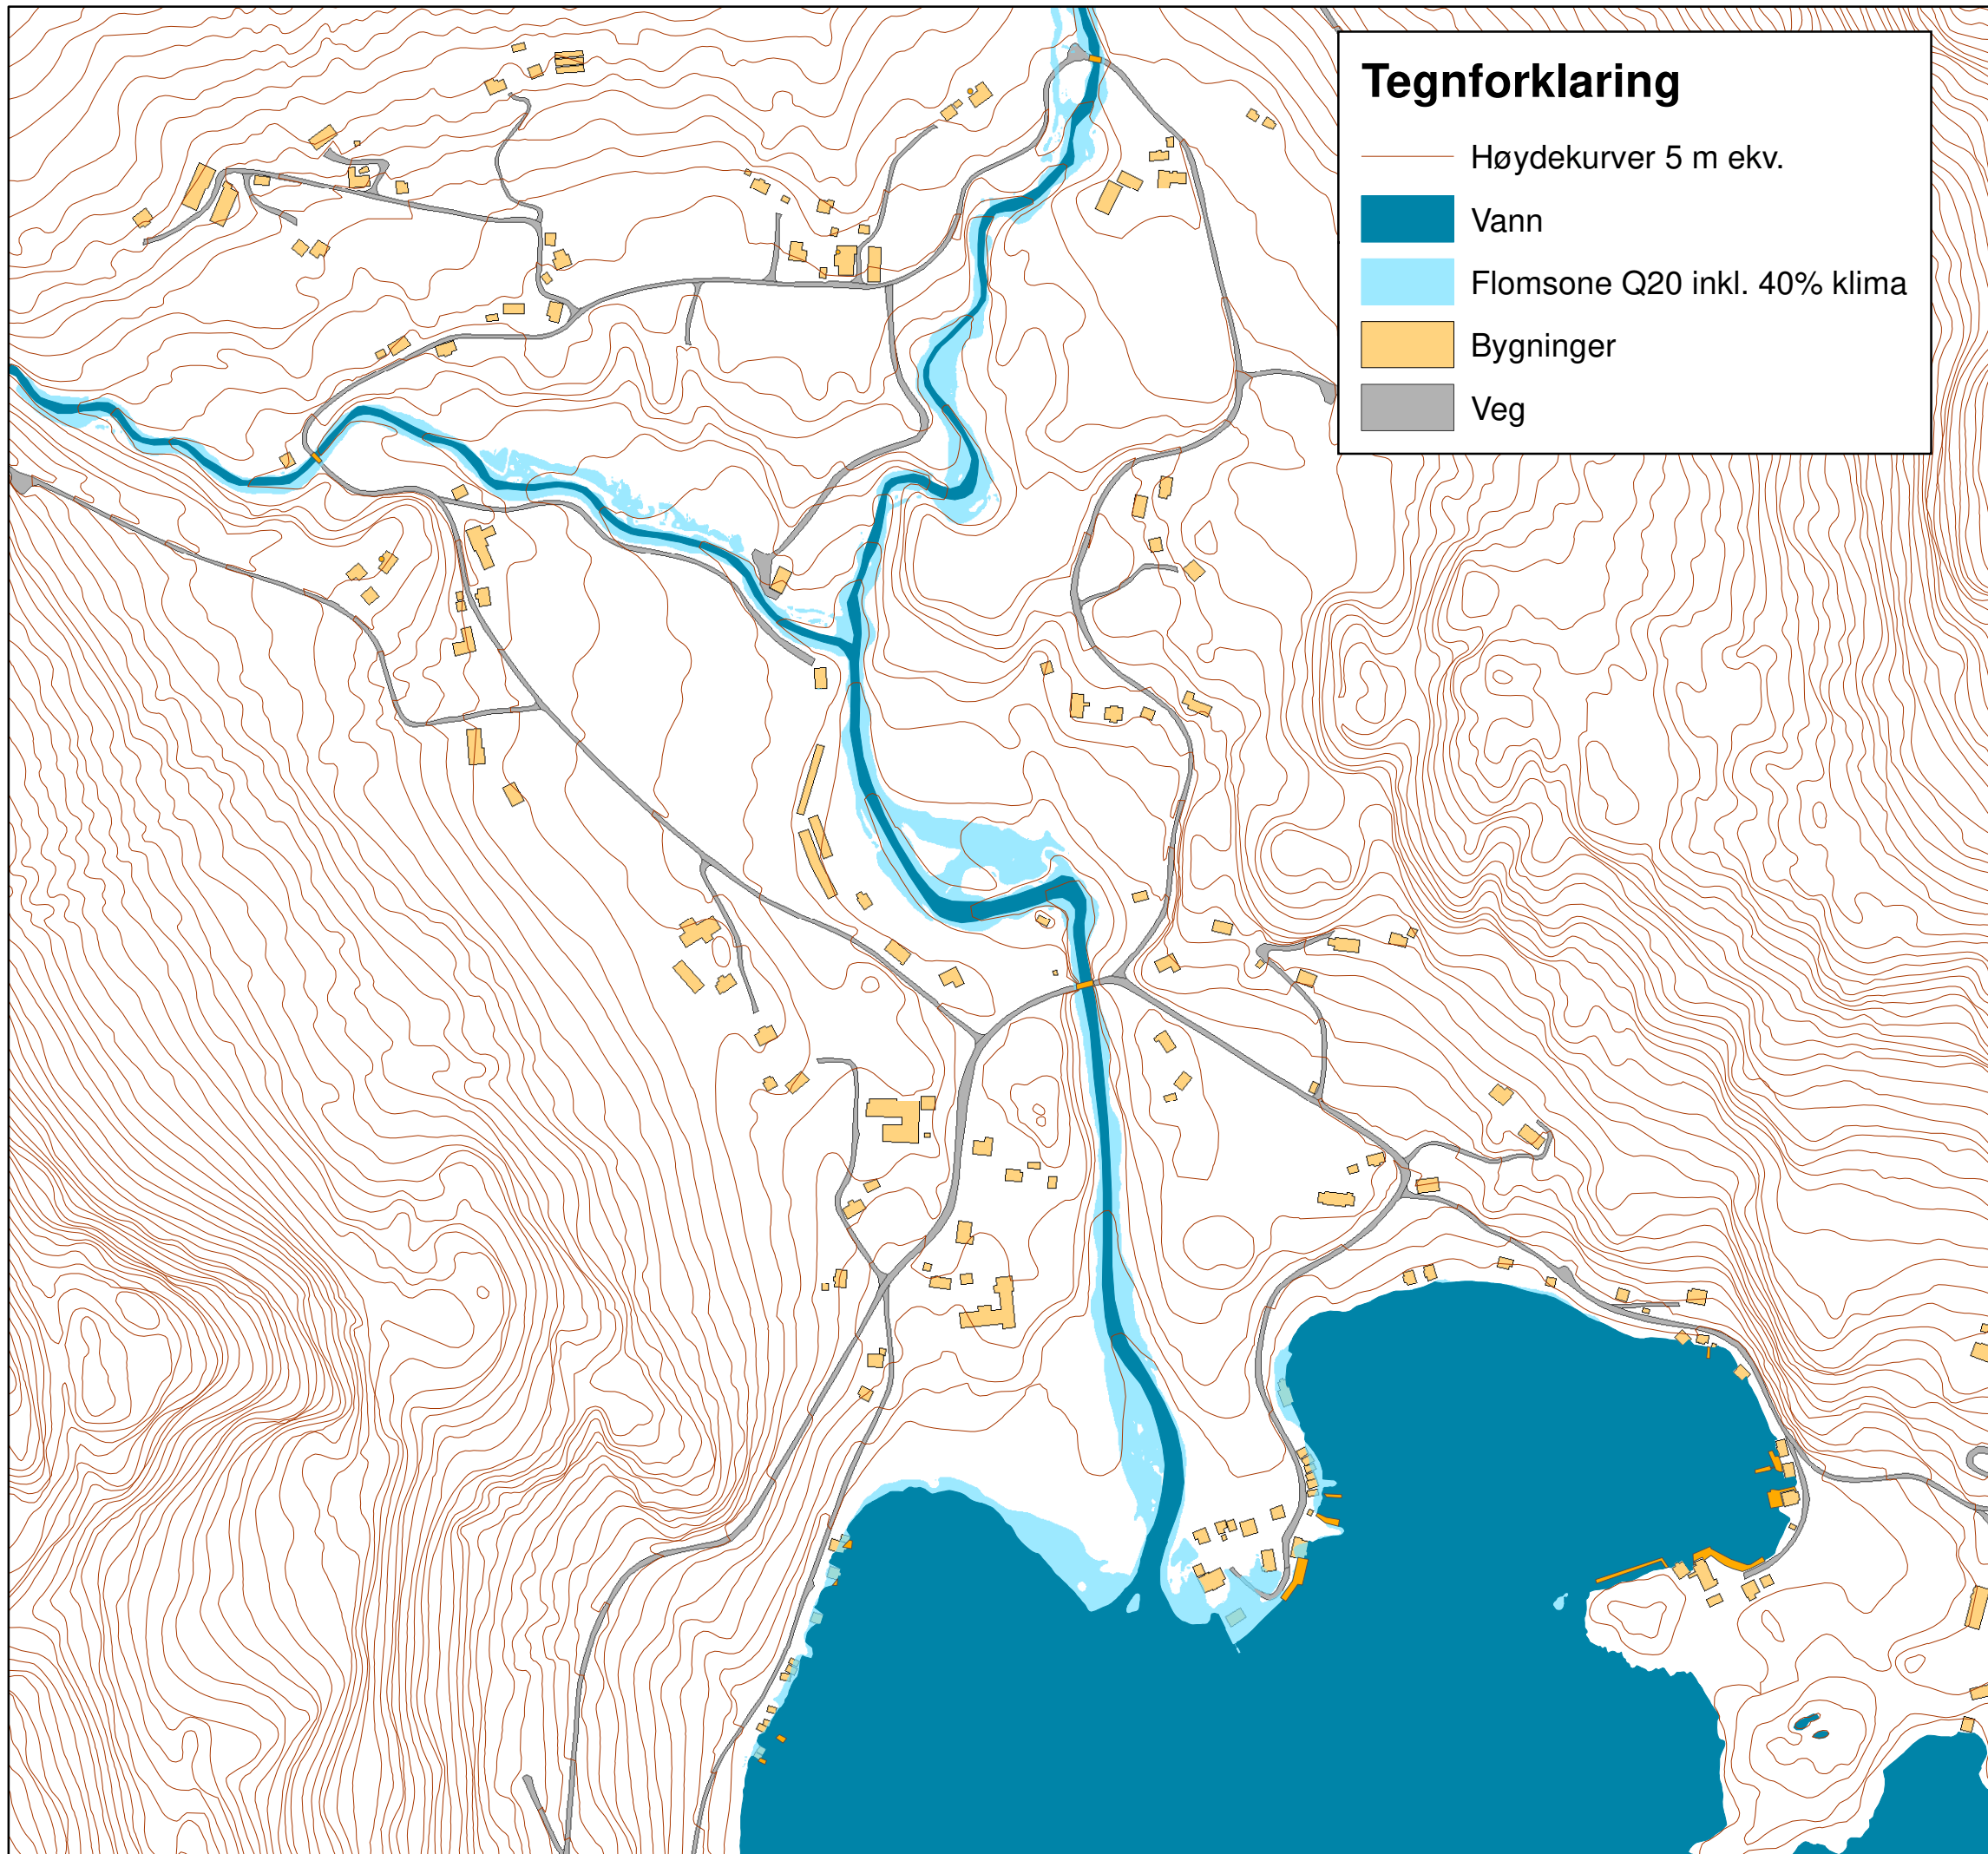 Tegnforklaring
Høydekurver 5 m ekv.
Vann
Flomsone Q20 inkl. 40% klima
Bygninger
Veg